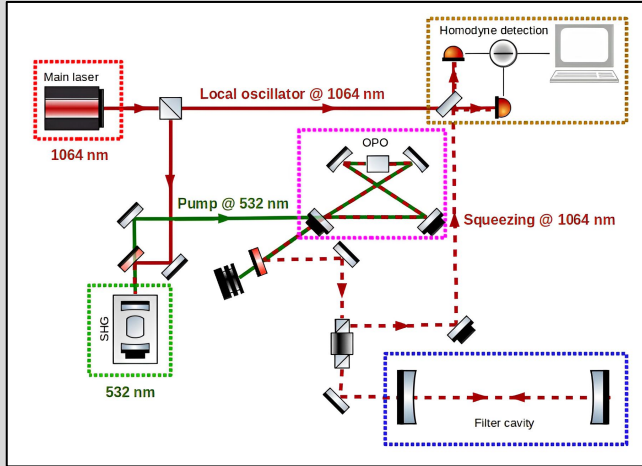 Homodyne detection
Main laser
Local oscillator @ 1064 nm
1064 nm
OPO
Pump @ 532 nm
Squeezing @ 1064 nm
SHG
532 nm
Filter cavity